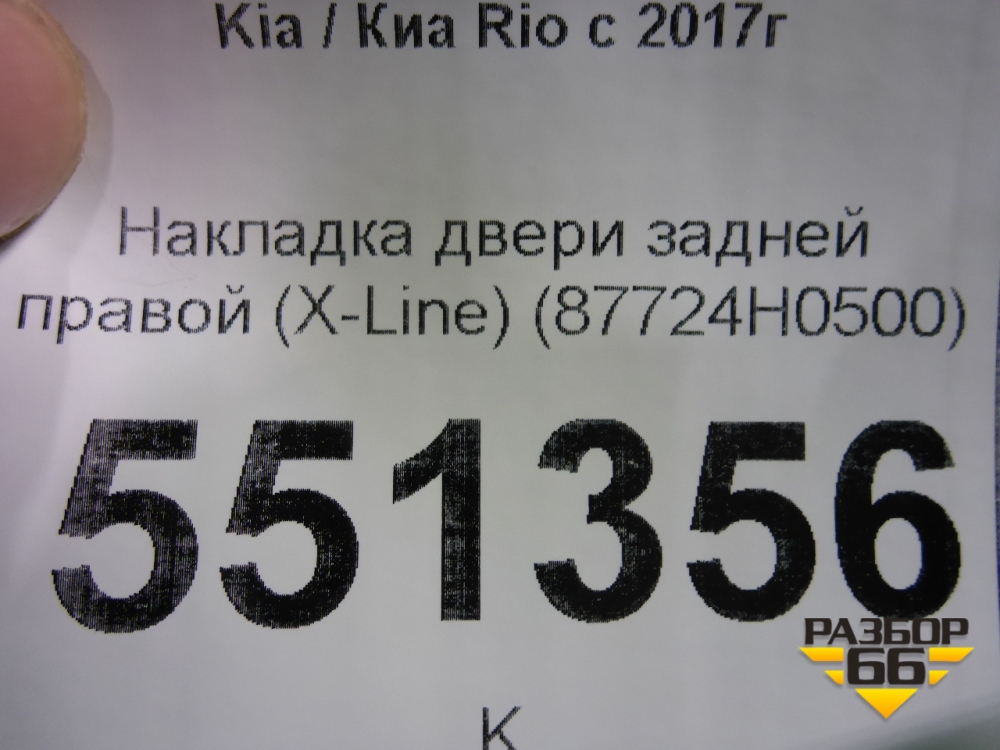 Kia / Киа Rio с 2017г
Накладка двери задней
правой (X-Line) (87724H0500)
551356
РАЗБОР
66
К